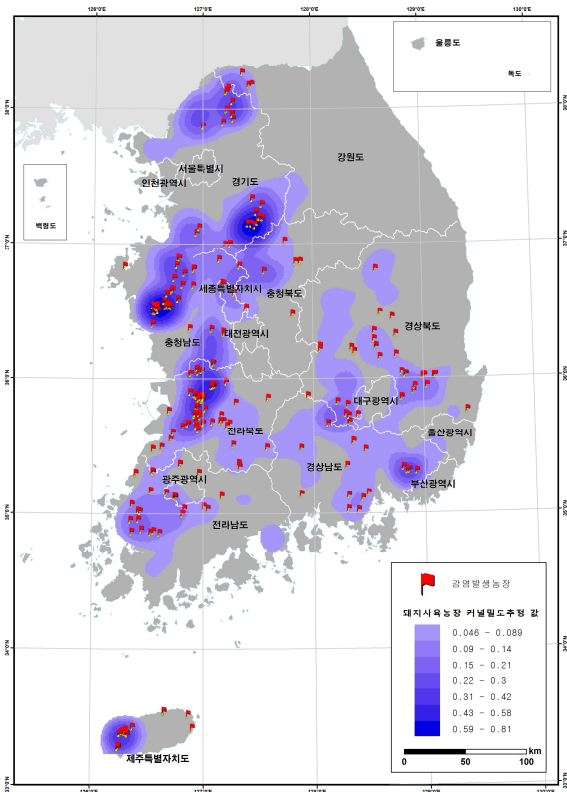 126°0'E 127°0'E 128°0'E 129°0'E 130°0'E
울릉도
독도
38°0'N
강원도
서울특별시
인천광역시
경기도
백령도
37°0'N
세종특별자치시
충청북도
충청남도
대전광역시
경상북도
36°0'N
대구광역시
전라북도
울산광역시
경상남도
광주광역시
부산광역시
35°0'N
전라남도
감염발생농장
돼지사육농장 커널밀도추정 값
0.046 - 0.089
0.09 - 0.14
0.15 - 0.21
0.22 - 0.3
0.31 - 0.42
0.43 - 0.58
0.59 - 0.81
34°0'N
km
0 50 100
제주특별자치도
33°0'N